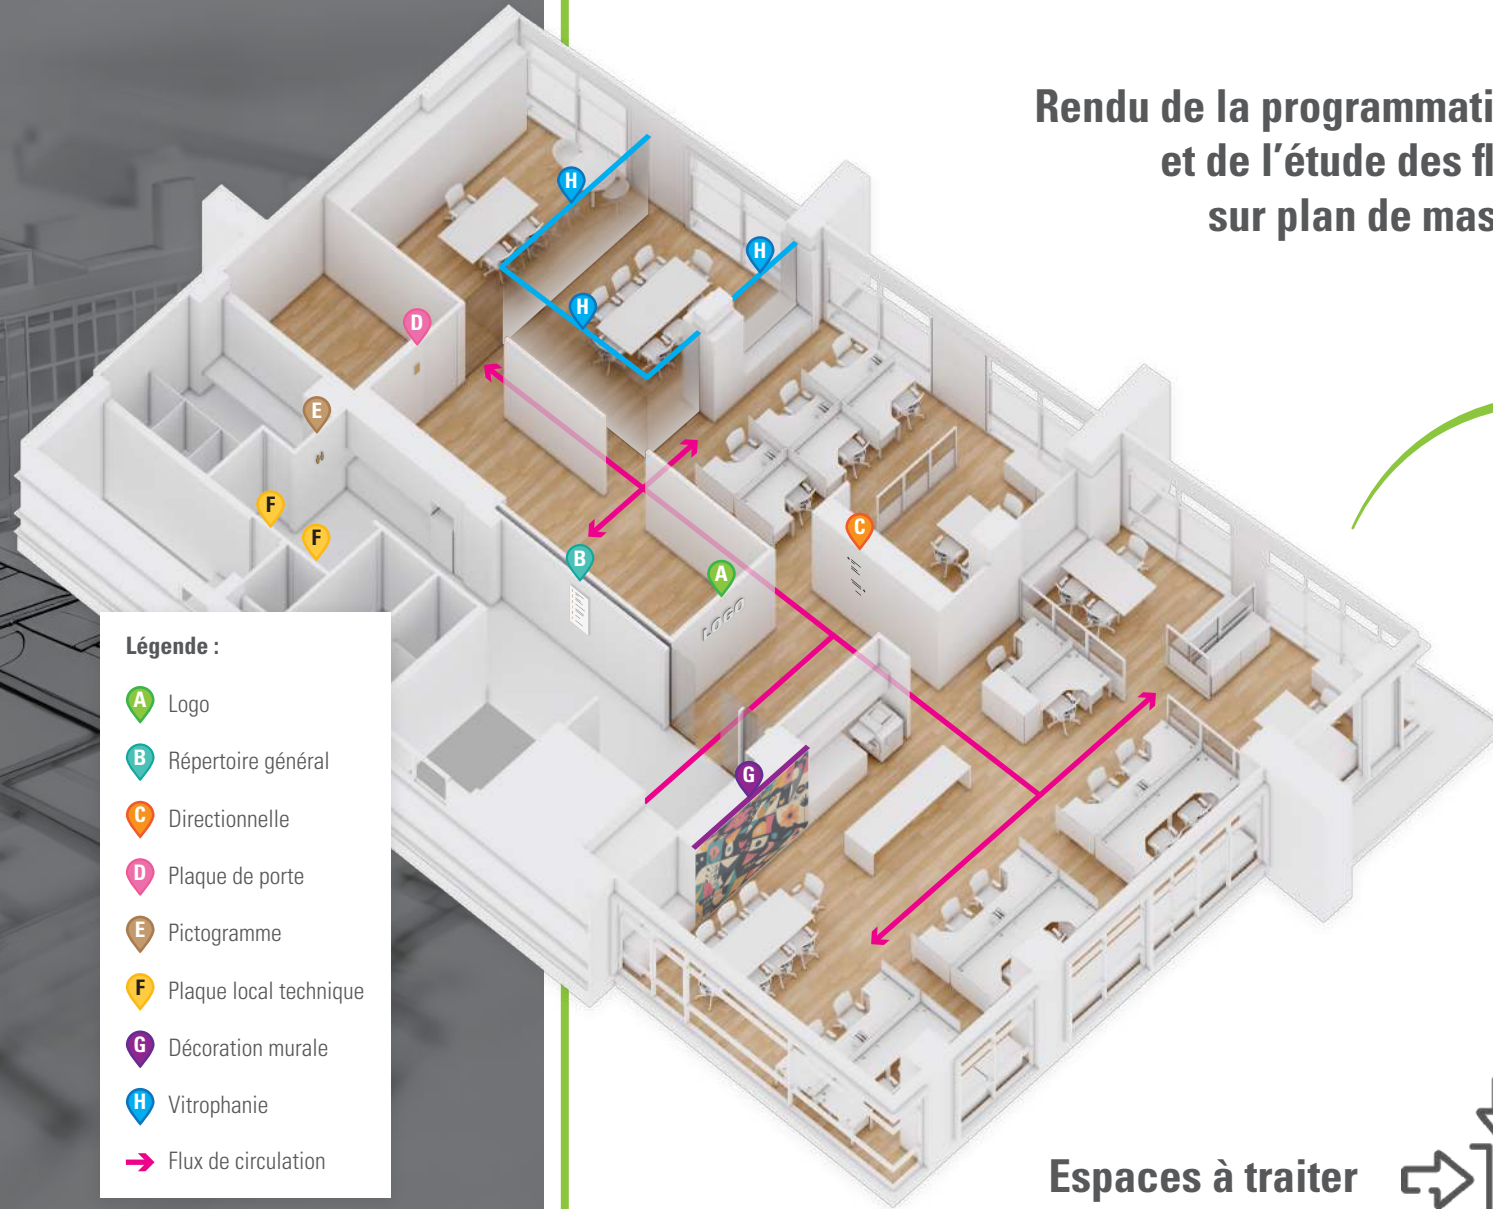 Rendu de la programmati
et de l'étude des fl
sur plan de mas
H
H
H
D
E
F
F
C
B
A
LOGO
G
Légende :
A Logo
B Répertoire général
C Directionnelle
D Plaque de porte
E Pictogramme
F Plaque local technique
G Décoration murale
H Vitrophanie
Flux de circulation
Espaces à traiter